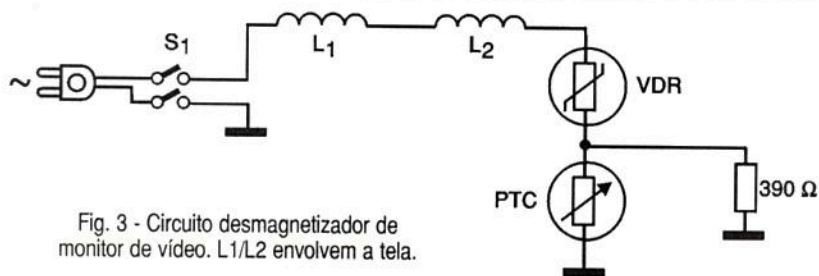 S1
L1
L2
~
VDR
PTC
390 Ω
Fig. 3 - Circuito desmagnetizador de
monitor de vídeo. L1/L2 envolvem a tela.